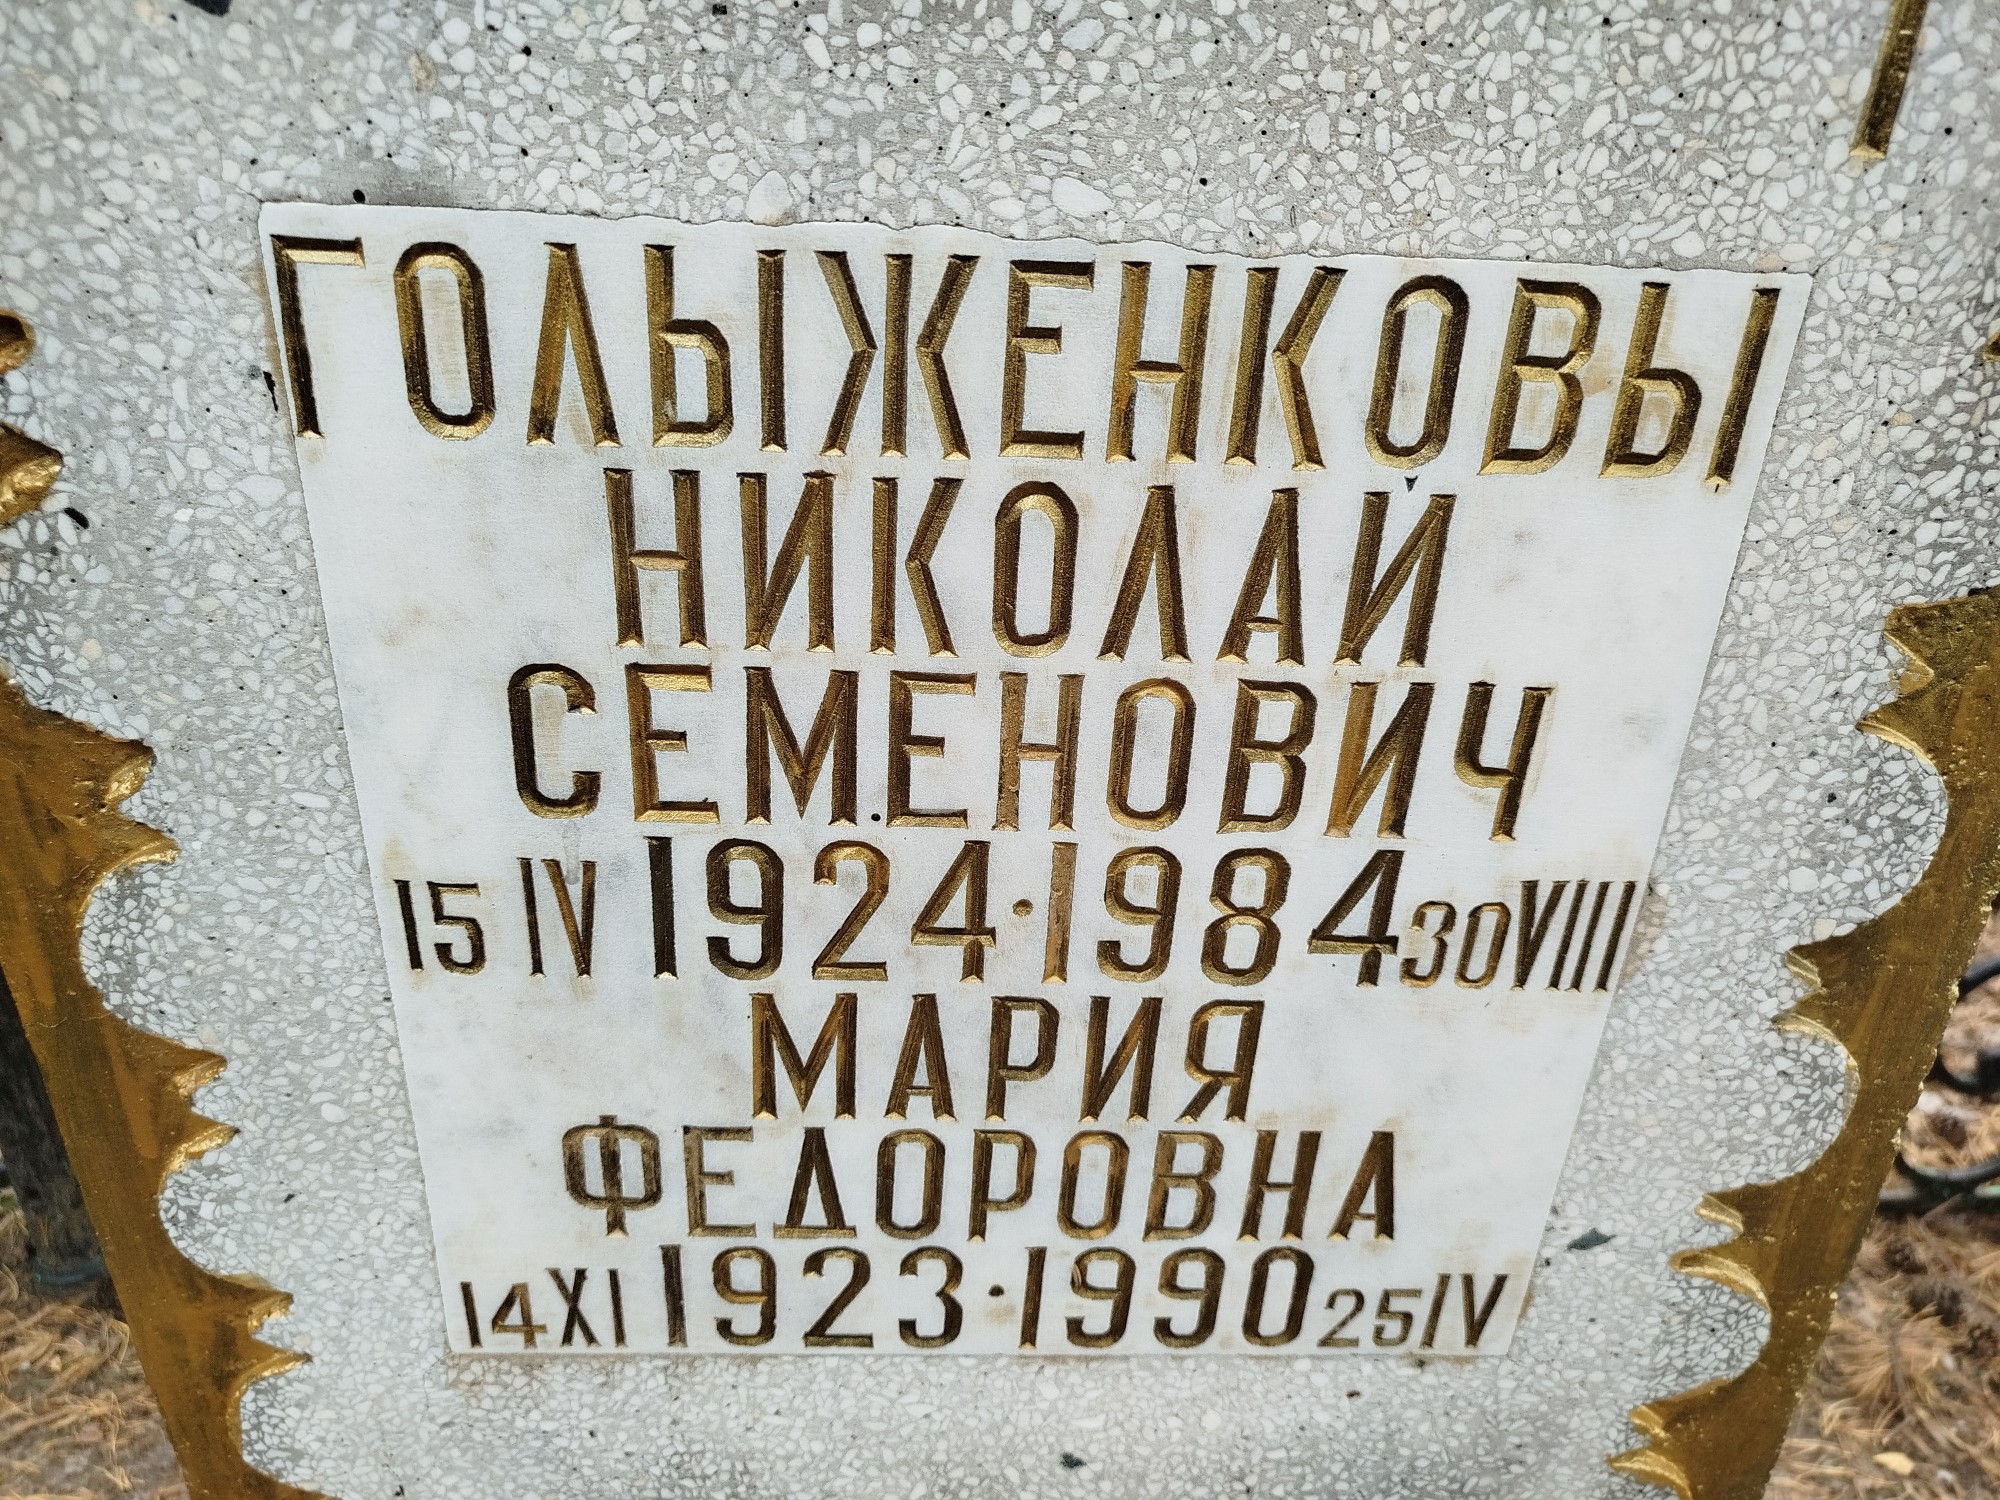 ГОЛЫЖЕНКОВЫ
НИКОЛАЙ
СЕМЕНОВИЧ
15 IV 1924·1984 30 VIII
МАРИЯ
ФЕДОРОВНА
14 XI 1923·1990 25 IV